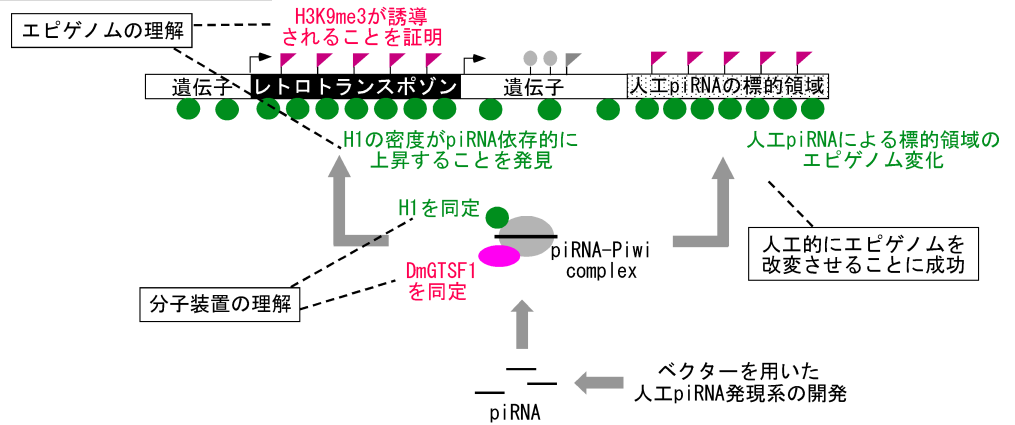 エピゲノムの理解
H3K9me3が誘導
されることを証明
遺伝子
レトロトランスポゾン
遺伝子
人工piRNAの標的領域
H1の密度がpiRNA依存的に
上昇することを発見
人工piRNAによる標的領域の
エピゲノム変化
H1を同定
piRNA-Piwi
complex
人工的にエピゲノムを
改変させることに成功
DmGTSF1
を同定
分子装置の理解
ベクターを用いた
人工piRNA発現系の開発
piRNA